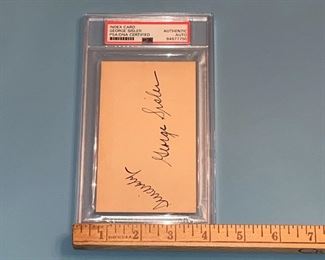 INDEX CARD
GEORGE SISLER
PSA/DNA CERTIFIED
AUTHENTIC
AUTO
Sincerely
George Sisler
1 2 3 4 5 6 7